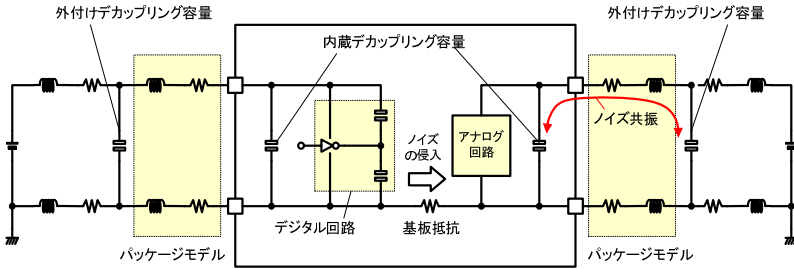 外付けデカップリング容量
外付けデカップリング容量
内蔵デカップリング容量
ノイズ
の侵入
アナログ
回路
ノイズ共振
デジタル回路
基板抵抗
パッケージモデル
パッケージモデル